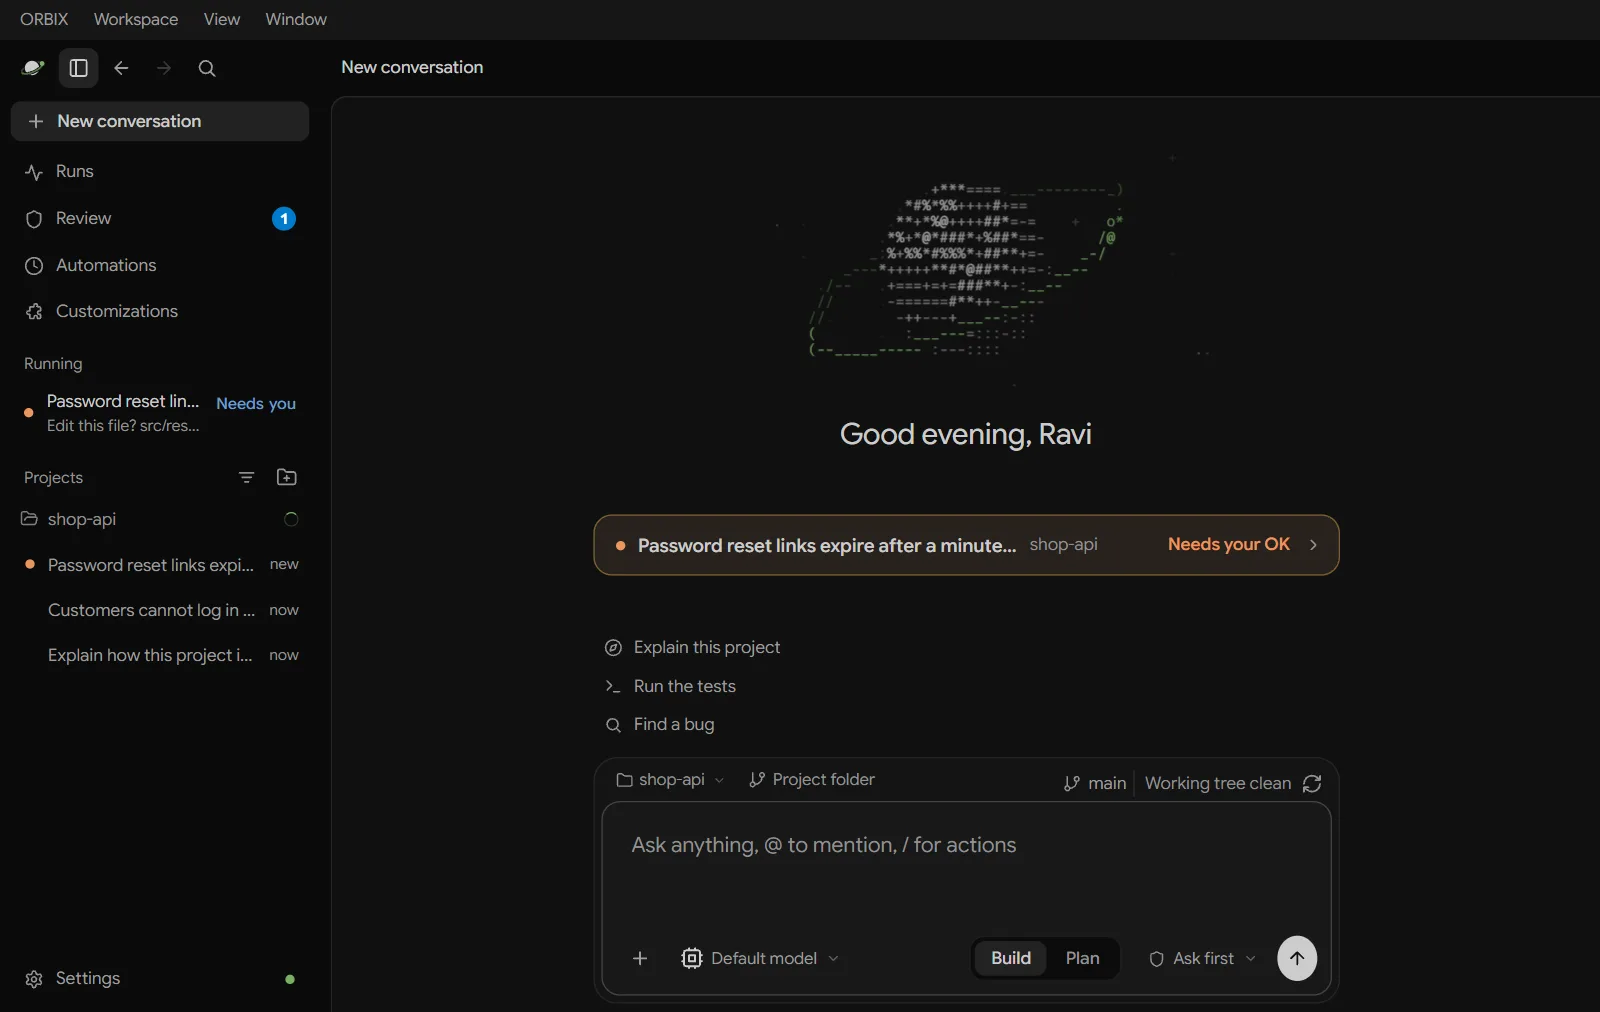 ORBIX Workspace View Window
New conversation
New conversation
Runs
Review 1
Automations
Customizations
Running
Password reset lin... Needs you
Edit this file? src/res...
Projects
shop-api
Password reset links expi... new
Customers cannot log in ... now
Explain how this project i... now
Settings
Good evening, Ravi
Password reset links expire after a minute... shop-api Needs your OK
Explain this project
Run the tests
Find a bug
shop-api Project folder main Working tree clean
Ask anything, @ to mention, / for actions
Default model Build Plan Ask first